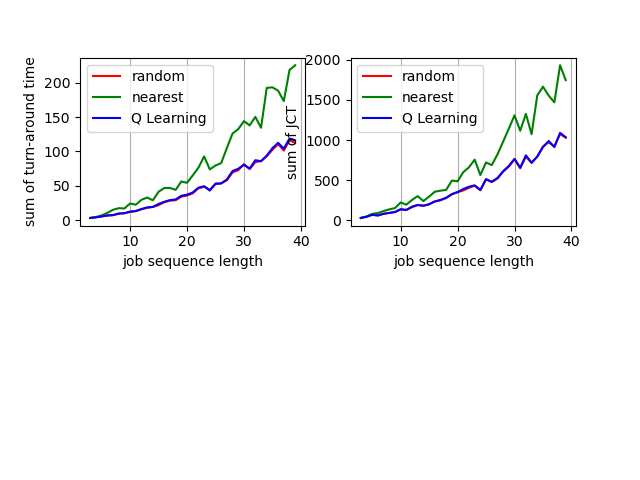 sum of turn-around time
200
150
100
50
0
random
nearest
Q Learning
10
20
30
40
job sequence length
sum of JCT
2000
1500
1000
500
0
random
nearest
Q Learning
10
20
30
40
job sequence length